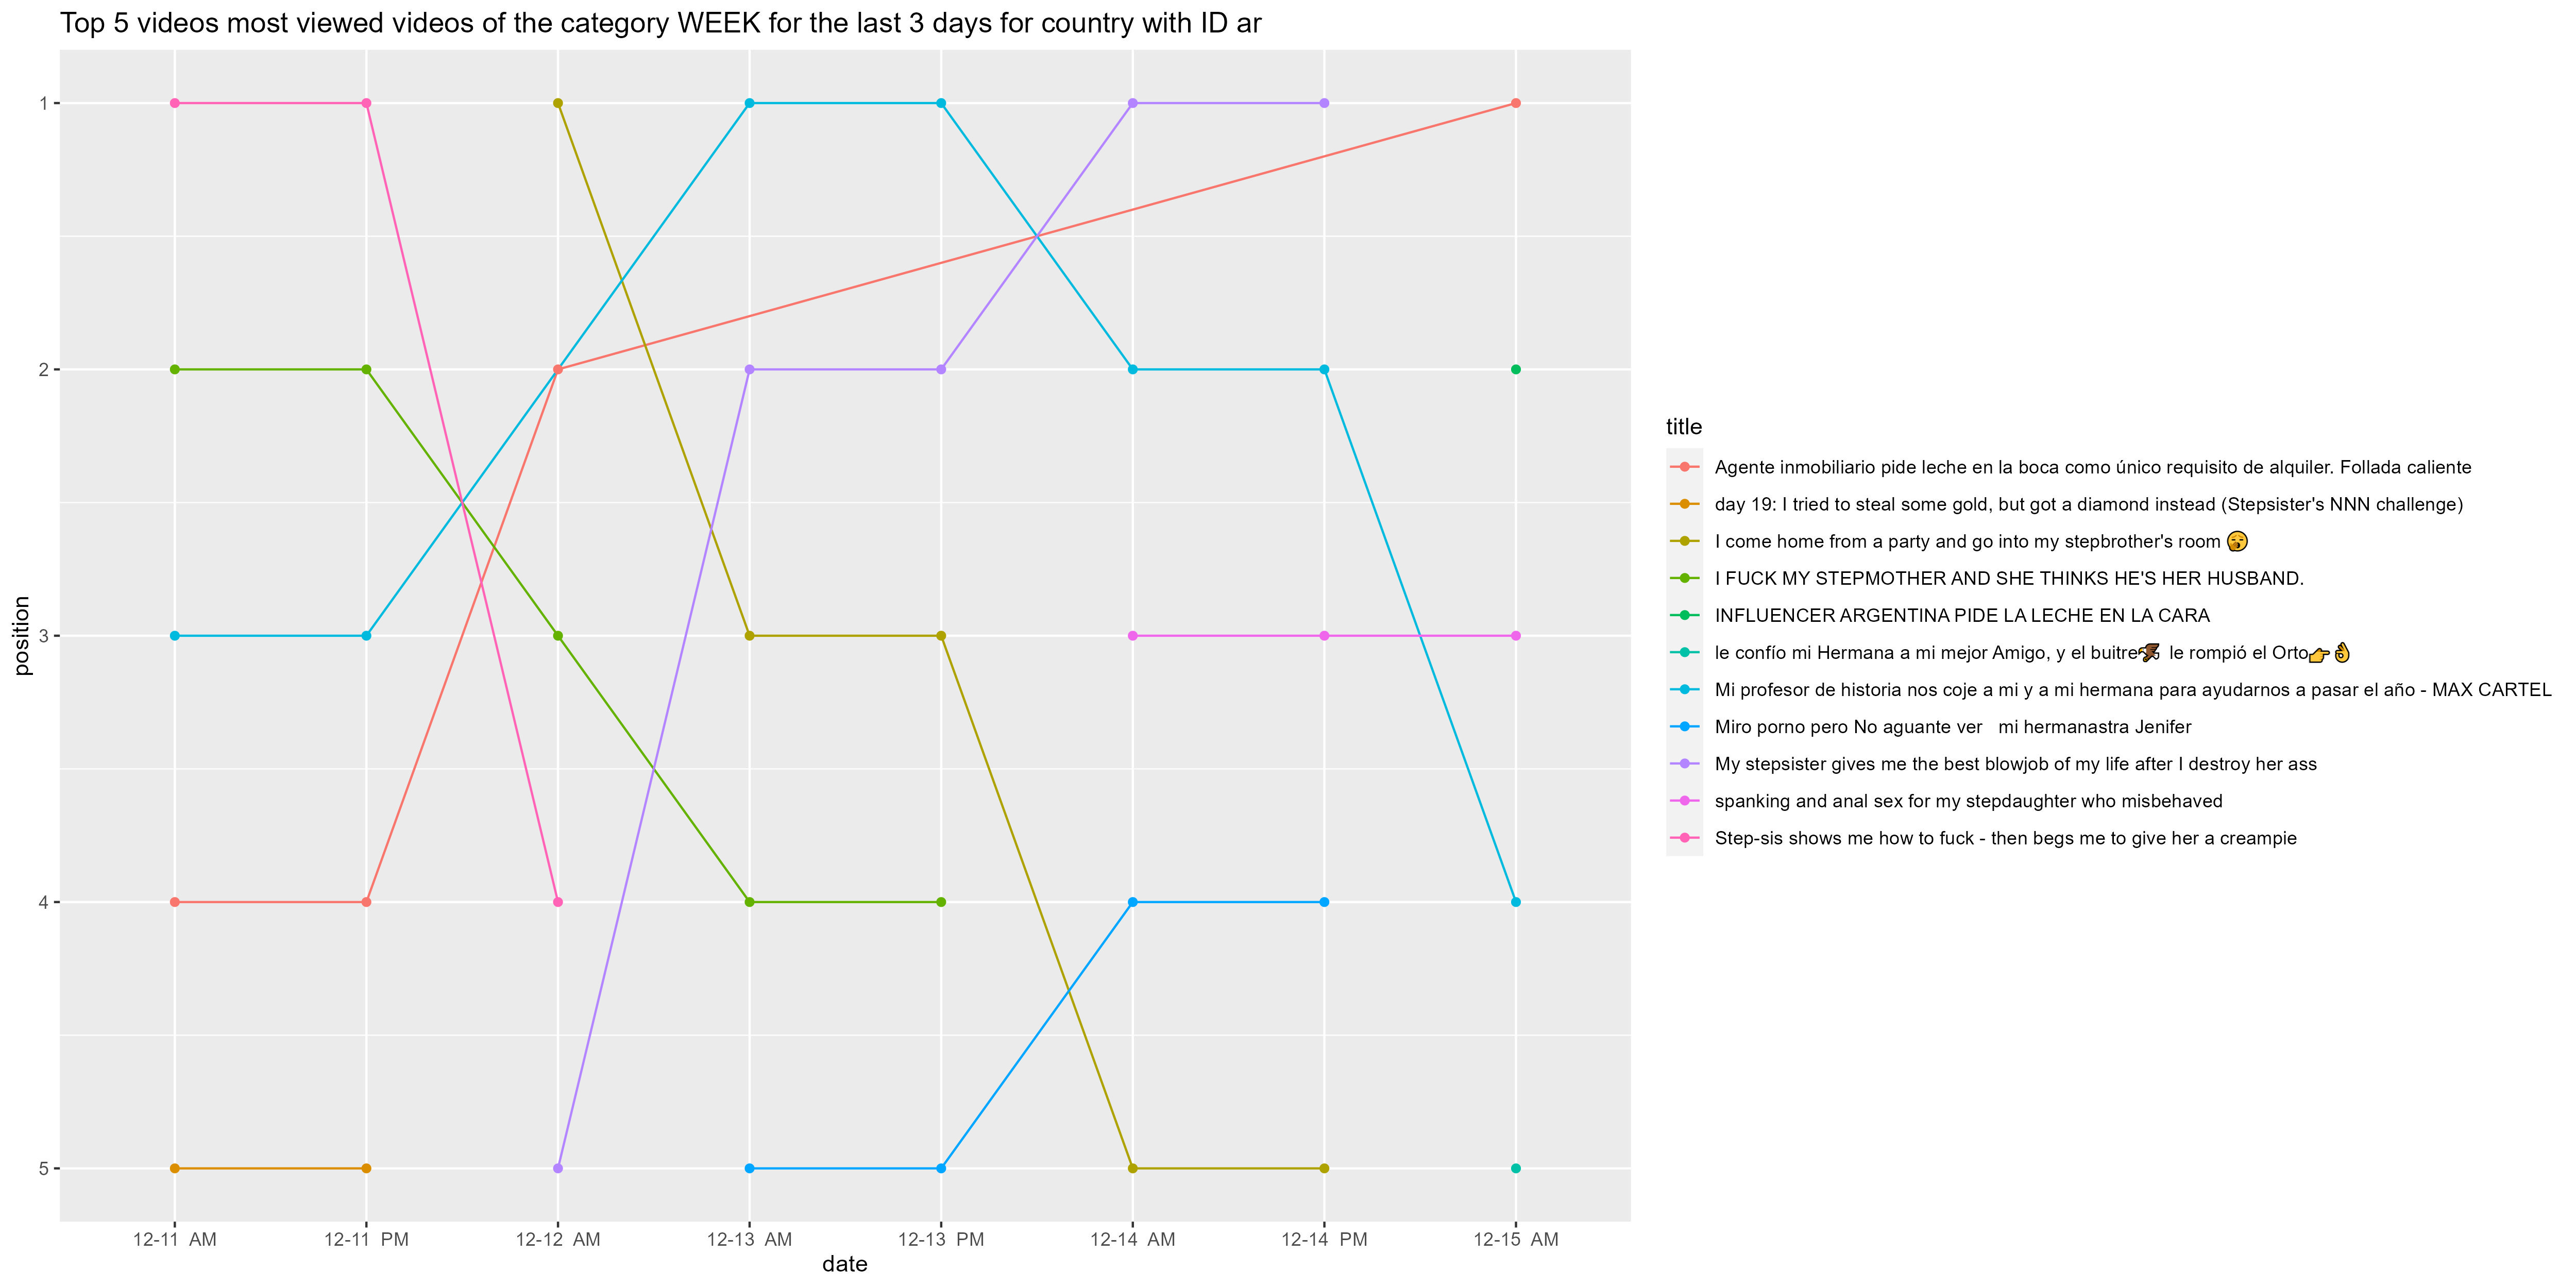 Top 5 videos most viewed videos of the category WEEK for the last 3 days for country with ID ar
position
1
2
3
4
5
12-11 AM
12-11 PM
12-12 AM
12-13 AM
12-13 PM
12-14 AM
12-14 PM
12-15 AM
date
title
Agente inmobiliario pide leche en la boca como único requisito de alquiler. Follada caliente
day 19: I tried to steal some gold, but got a diamond instead (Stepsister's NNN challenge)
I come home from a party and go into my stepbrother's room 🥱
I FUCK MY STEPMOTHER AND SHE THINKS HE'S HER HUSBAND.
INFLUENCER ARGENTINA PIDE LA LECHE EN LA CARA
le confío mi Hermana a mi mejor Amigo, y el buitre🦅 le rompió el Orto👉👌
Mi profesor de historia nos coje a mi y a mi hermana para ayudarnos a pasar el año - MAX CARTEL
Miro porno pero No aguante ver   mi hermanastra Jenifer
My stepsister gives me the best blowjob of my life after I destroy her ass
spanking and anal sex for my stepdaughter who misbehaved
Step-sis shows me how to fuck - then begs me to give her a creampie